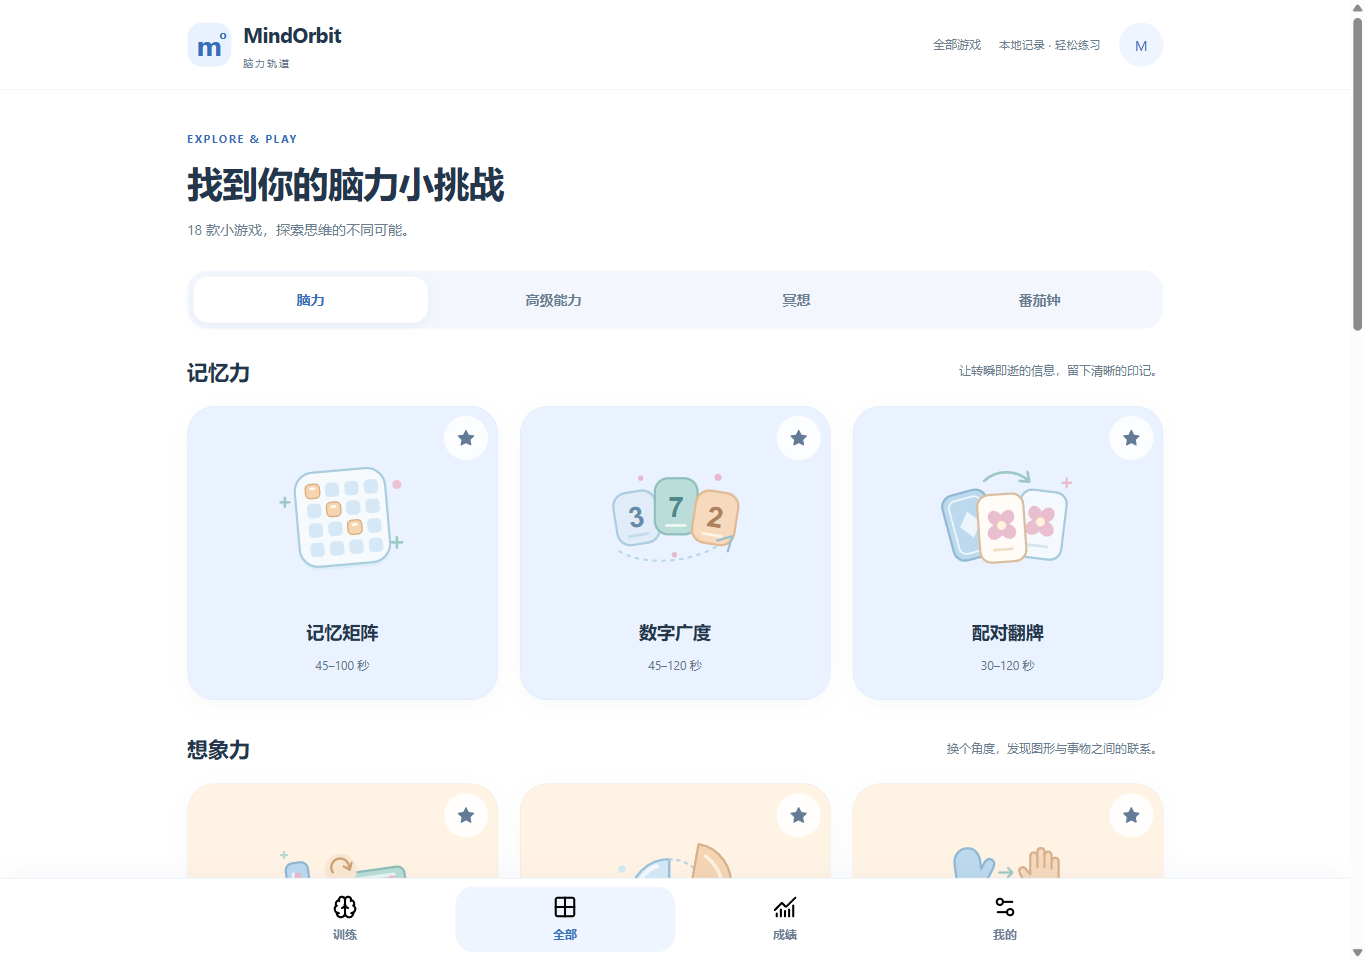 m°
MindOrbit
脑力轨道
全部游戏
本地记录 · 轻松练习
M
EXPLORE & PLAY
找到你的脑力小挑战
18 款小游戏，探索思维的不同可能。
脑力
高级能力
冥想
番茄钟
记忆力
让转瞬即逝的信息，留下清晰的印记。
3 7 2
记忆矩阵
45–100 秒
数字广度
45–120 秒
配对翻牌
30–120 秒
想象力
换个角度，发现图形与事物之间的联系。
训练
全部
成绩
我的